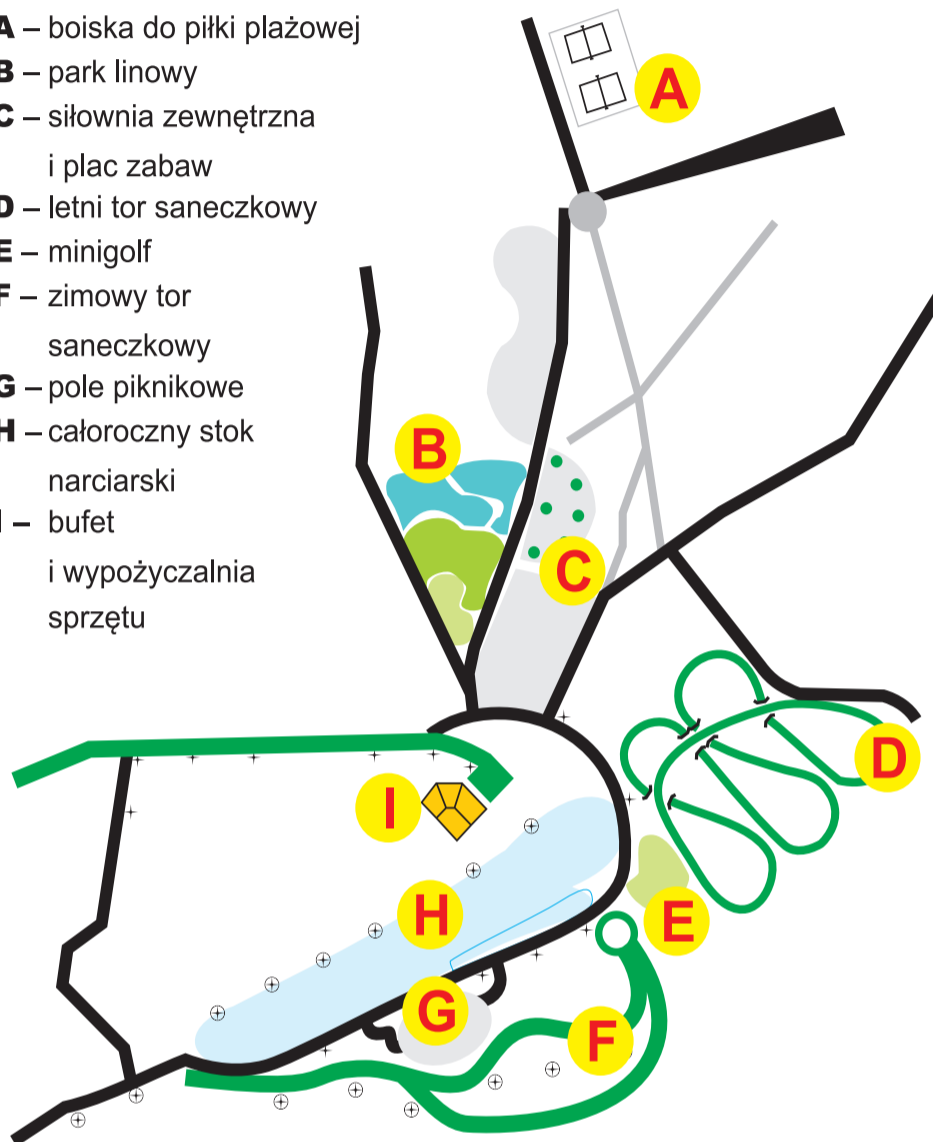 A – boiska do piłki plażowej
B – park linowy
C – siłownia zewnętrzna
i plac zabaw
D – letni tor saneczkowy
E – minigolf
F – zimowy tor
saneczkowy
G – pole piknikowe
H – całoroczny stok
narciarski
I – bufet
i wypożyczalnia
sprzętu
A
B
C
D
I
H
E
G
F